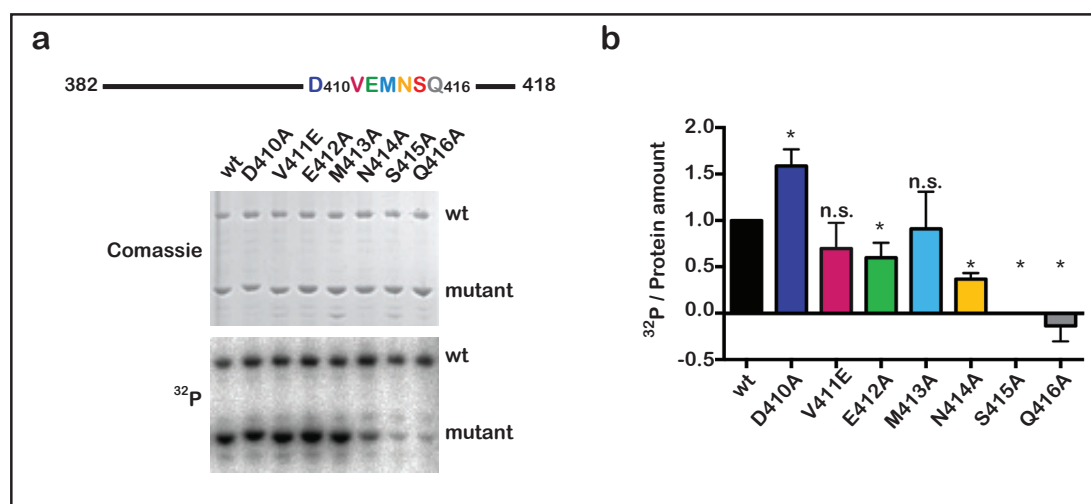 a
382 D410VEMNSQ416 418
wt D410A V411E E412A M413A N414A S415A Q416A
wt
Comassie
mutant
wt
32P
mutant
b
32P / Protein amount
2.0
1.5
1.0
0.5
0.0
-0.5
* n.s. * n.s. * * *
wt D410A V411E E412A M413A N414A S415A Q416A